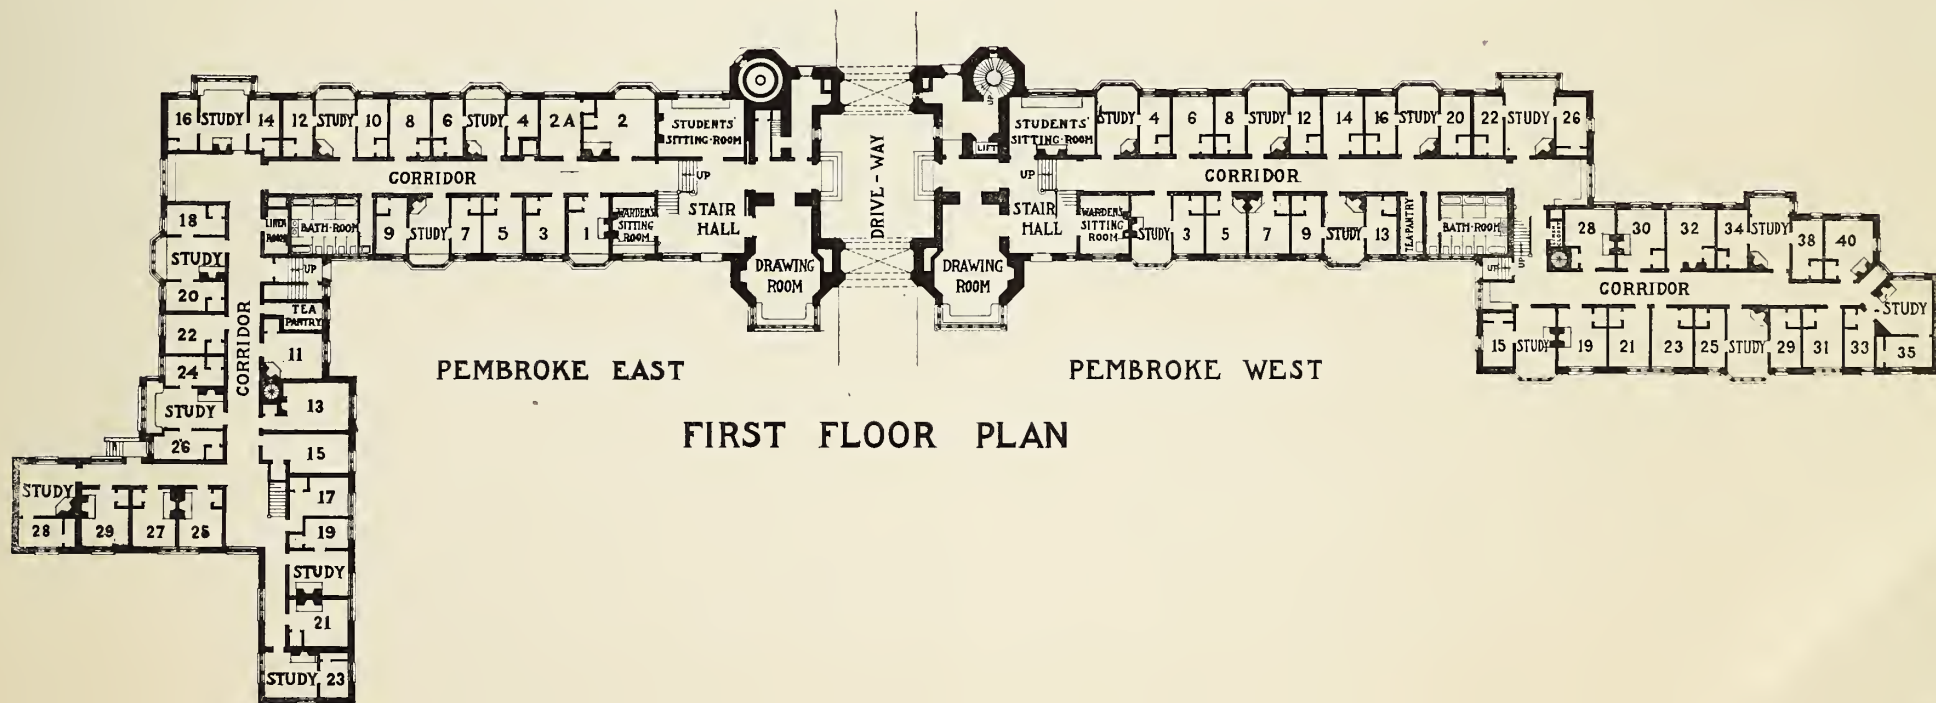 16 STUDY 14 12 STUDY 10 8 6 STUDY 4 2A 2 STUDENTS' SITTING·ROOM
CORRIDOR
UP
LINEN ROOM
BATH·ROOM
9 STUDY 7 5 3 1
WARDEN'S SITTING ROOM
STAIR HALL
DRAWING ROOM
DRIVE-WAY
18
STUDY
20
22
24
STUDY
26
CORRIDOR
UP
TEA PANTRY
11
13
15
17
19
STUDY
21
STUDY 23
STUDY
28 29 27 25
UP
LIFT
STUDENTS' SITTING·ROOM
STUDY 4 6 8 STUDY 12 14 16 STUDY 20 22 STUDY 26
UP
CORRIDOR
STAIR HALL
WARDEN'S SITTING ROOM
STUDY 3 5 7 9 STUDY 13
TEA·PANTRY
BATH·ROOM
DRAWING ROOM
UP
UP
28 30 32 34 STUDY 38 40
CORRIDOR
STUDY
15 STUDY 19 21 23 25 STUDY 29 31 33 35
PEMBROKE EAST
PEMBROKE WEST
FIRST FLOOR PLAN